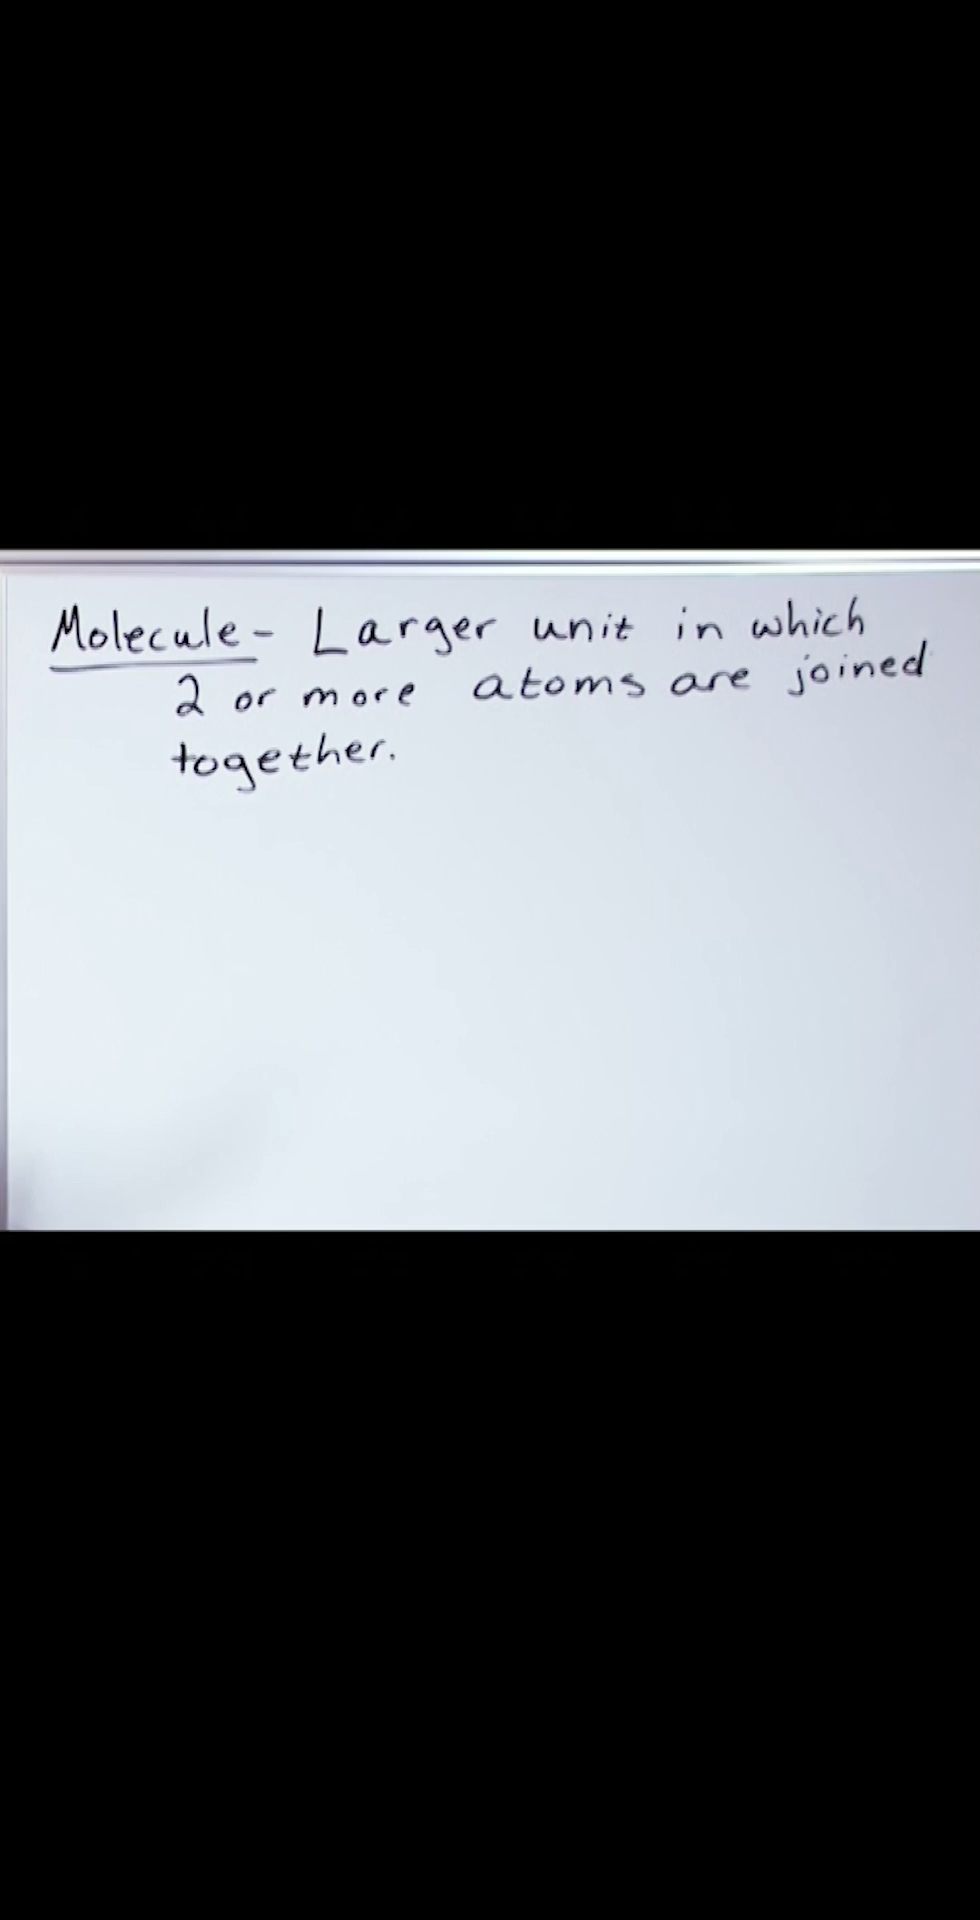 Molecule - Larger unit in which
2 or more atoms are joined
together.